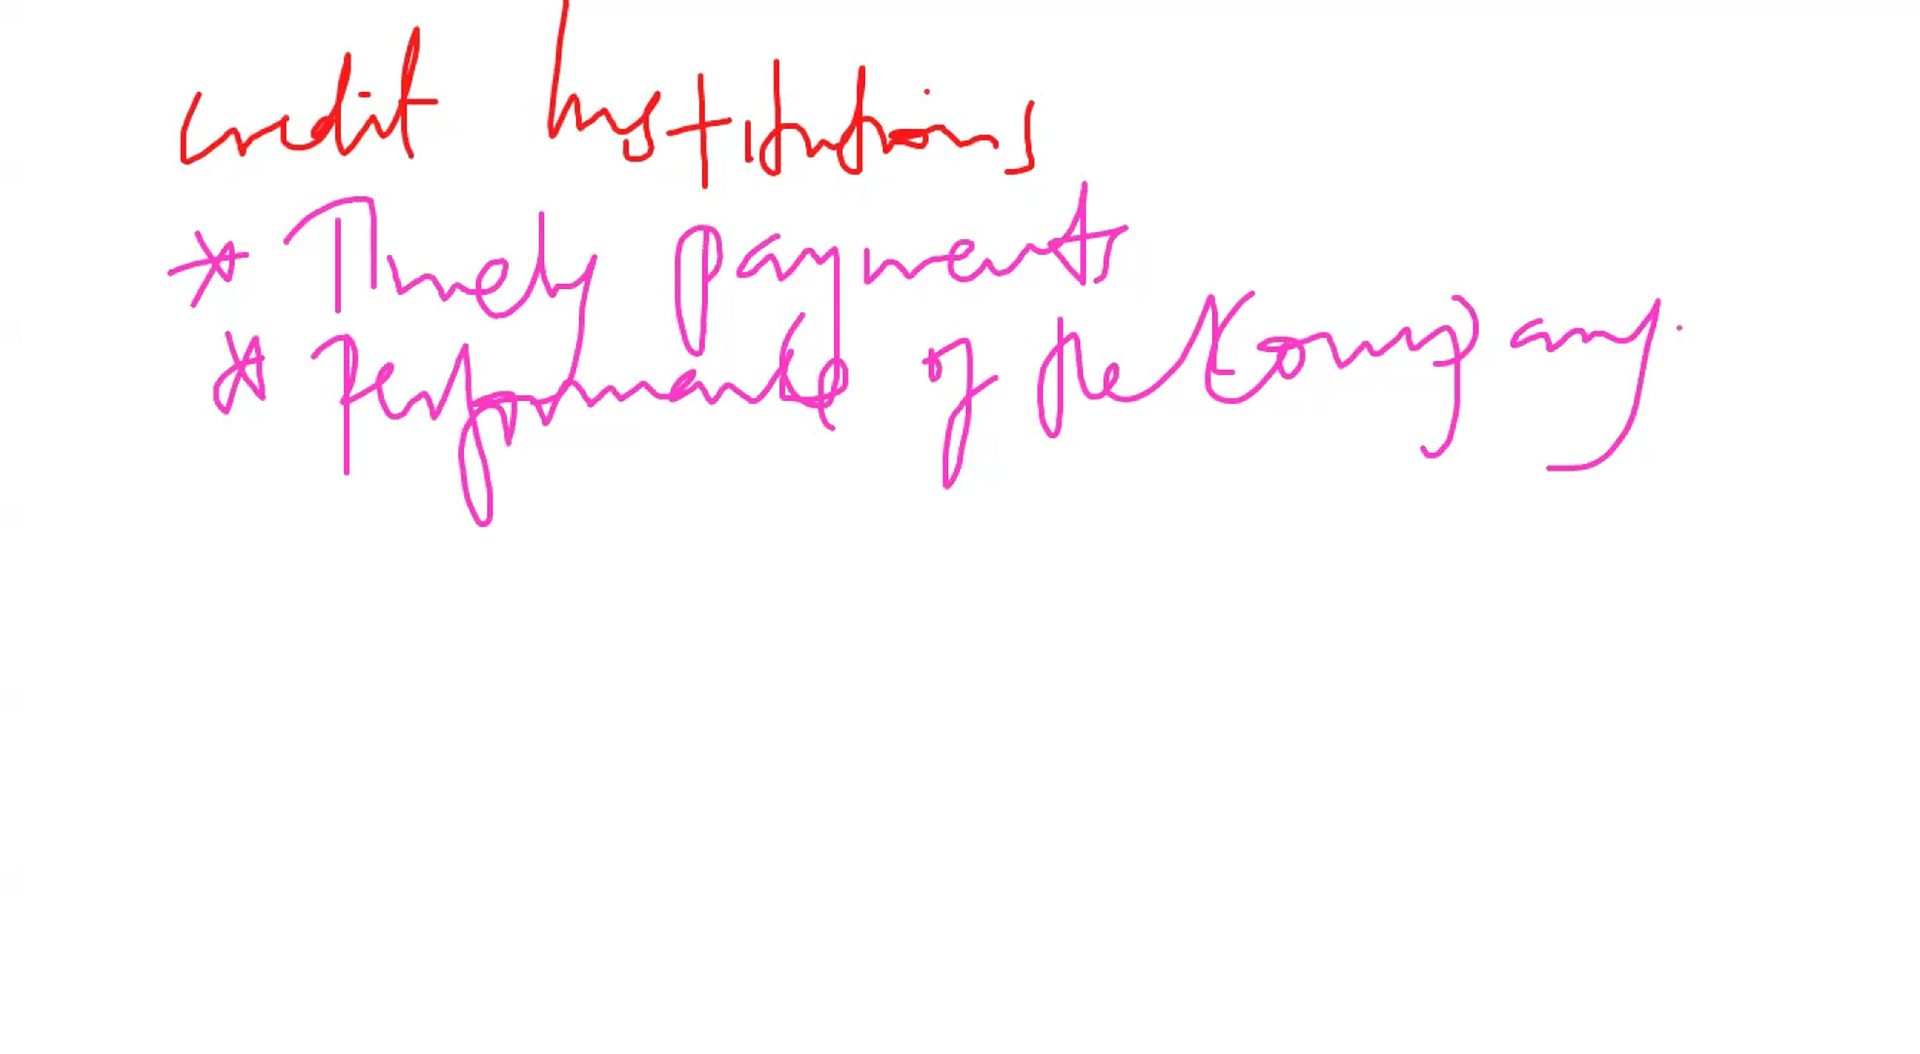 credit Institutions
* Timely payments
* Performance of the Company.